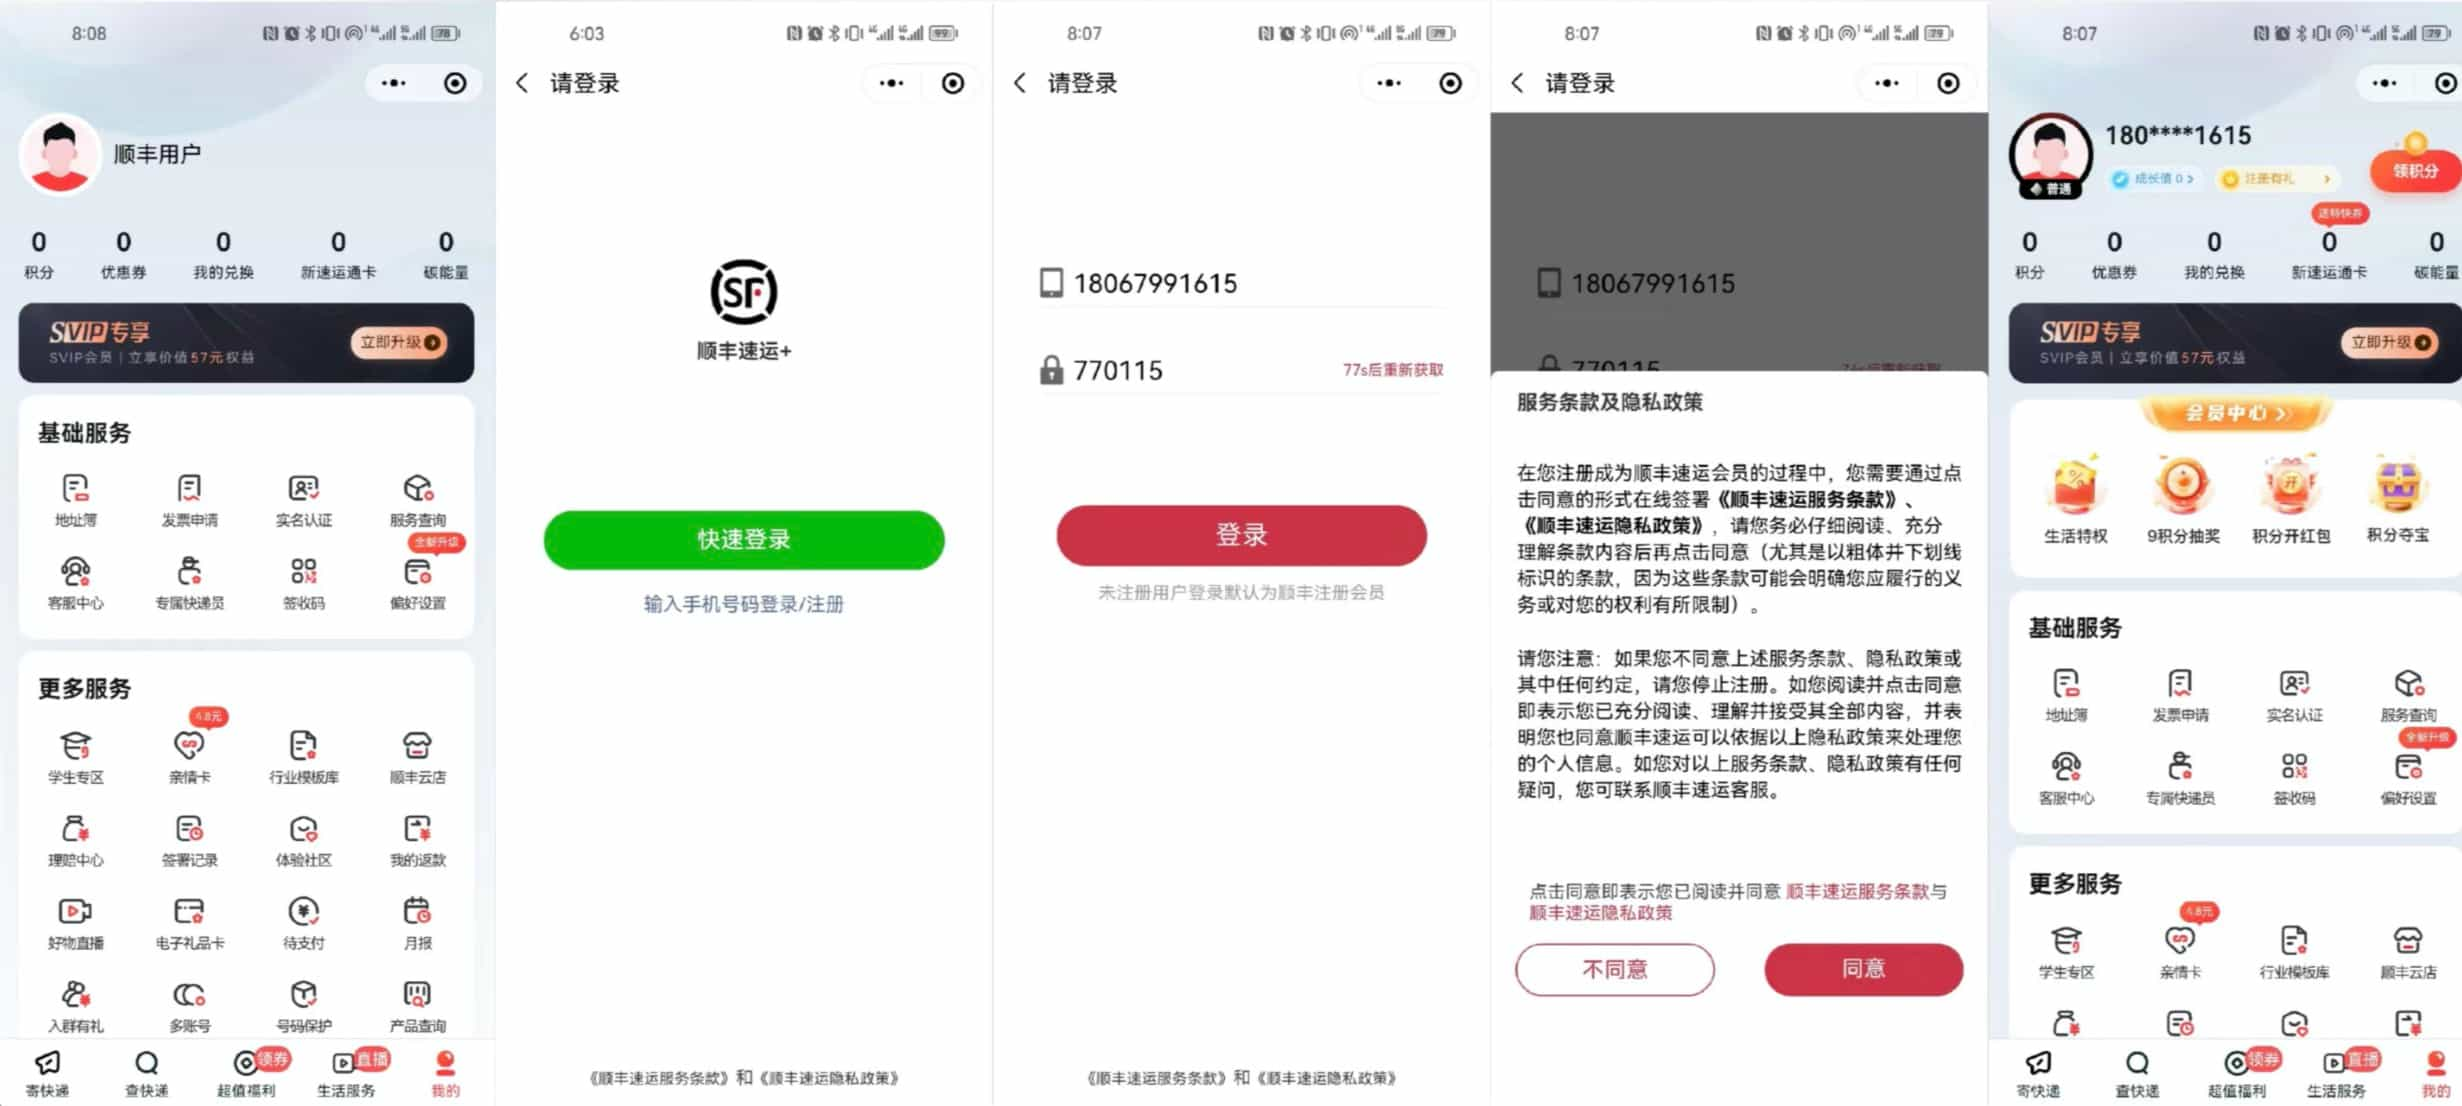 8:08
78
顺丰用户
0 0 0 0 0
积分 优惠券 我的兑换 新速运通卡 碳能量
SVIP专享
SVIP会员 | 立享价值57元权益
立即升级
基础服务
地址簿 发票申请 实名认证 服务查询
全新升级
客服中心 专属快递员 签收码 偏好设置
更多服务
4.8元
学生专区 亲情卡 行业模板库 顺丰云店
理赔中心 签署记录 体验社区 我的返款
好物直播 电子礼品卡 待支付 月报
入群有礼 多账号 号码保护 产品查询
领券 直播
寄快递 查快递 超值福利 生活服务 我的
6:03
99
请登录
SF
顺丰速运+
快速登录
输入手机号码登录/注册
《顺丰速运服务条款》和《顺丰速运隐私政策》
8:07
79
请登录
18067991615
770115
77s后重新获取
登录
未注册用户登录默认为顺丰注册会员
《顺丰速运服务条款》和《顺丰速运隐私政策》
8:07
79
请登录
18067991615
770115
服务条款及隐私政策
在您注册成为顺丰速运会员的过程中，您需要通过点
击同意的形式在线签署《顺丰速运服务条款》、
《顺丰速运隐私政策》，请您务必仔细阅读、充分
理解条款内容后再点击同意（尤其是以粗体并下划线
标识的条款，因为这些条款可能会明确您应履行的义
务或对您的权利有所限制）。
请您注意：如果您不同意上述服务条款、隐私政策或
其中任何约定，请您停止注册。如您阅读并点击同意
即表示您已充分阅读、理解并接受其全部内容，并表
明您也同意顺丰速运可以依据以上隐私政策来处理您
的个人信息。如您对以上服务条款、隐私政策有任何
疑问，您可联系顺丰速运客服。
点击同意即表示您已阅读并同意 顺丰速运服务条款与
顺丰速运隐私政策
不同意 同意
8:07
79
180****1615
普通
成长值 0 >
注册有礼 >
领积分
送特快券
0 0 0 0 0
积分 优惠券 我的兑换 新速运通卡 碳能量
SVIP专享
SVIP会员 | 立享价值57元权益
立即升级
会员中心 >>
生活特权 9积分抽奖 积分开红包 积分夺宝
基础服务
地址簿 发票申请 实名认证 服务查询
全新升级
客服中心 专属快递员 签收码 偏好设置
更多服务
4.8元
学生专区 亲情卡 行业模板库 顺丰云店
领券 直播
寄快递 查快递 超值福利 生活服务 我的